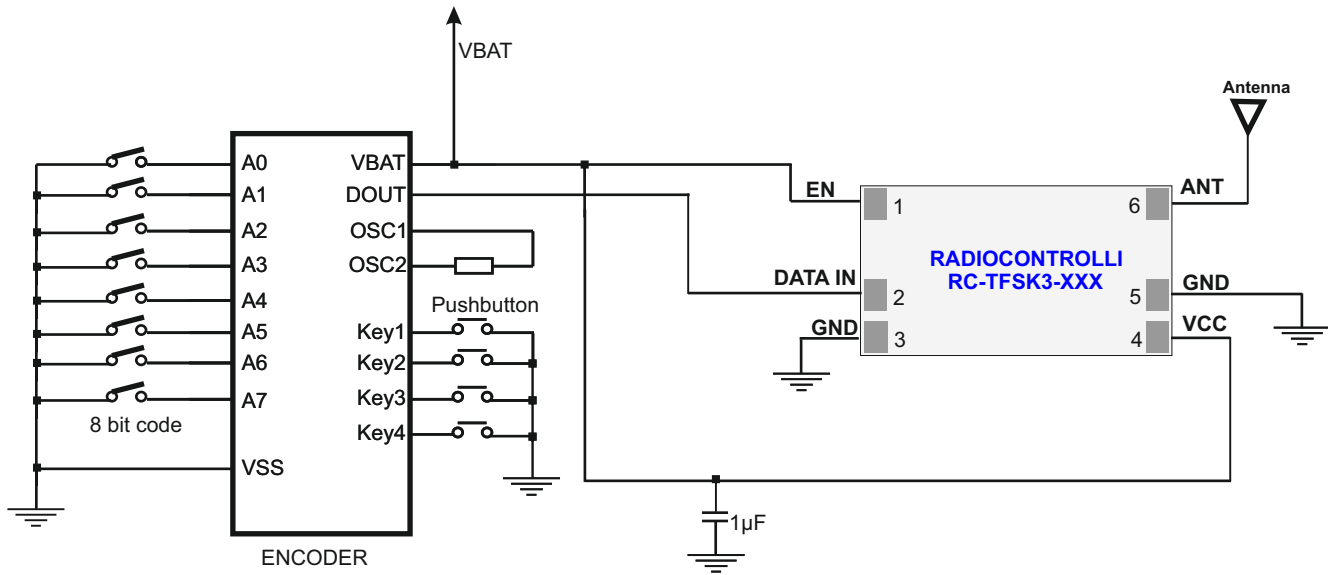 VBAT
Antenna
A0
A1
A2
A3
A4
A5
A6
A7
VSS
8 bit code
VBAT
DOUT
OSC1
OSC2
Pushbutton
Key1
Key2
Key3
Key4
ENCODER
EN
DATA IN
GND
1
2
3
RADIOCONTROLLI
RC-TFSK3-XXX
6
5
4
ANT
GND
VCC
1µF